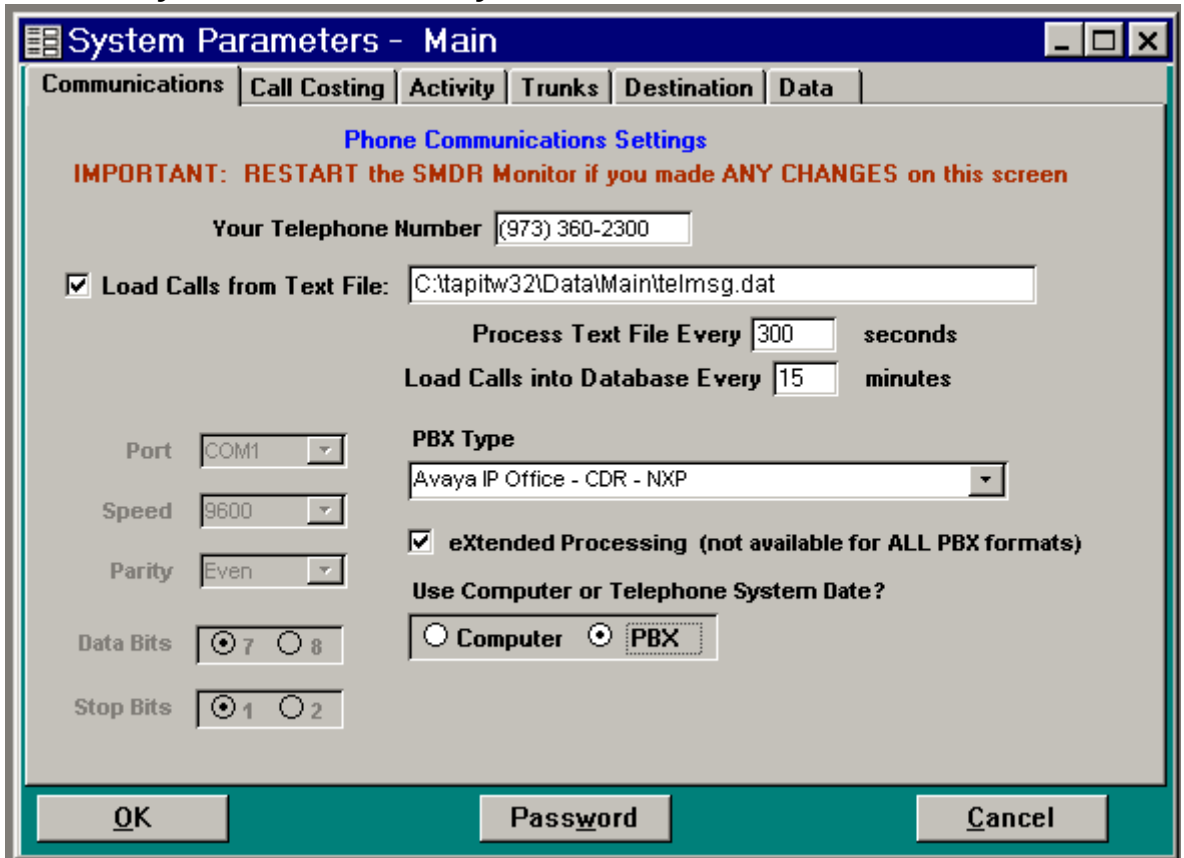 System Parameters - Main
Communications Call Costing Activity Trunks Destination Data
Phone Communications Settings
IMPORTANT: RESTART the SMDR Monitor if you made ANY CHANGES on this screen
Your Telephone Number (973) 360-2300
Load Calls from Text File: C:\tapitw32\Data\Main\telmsg.dat
Process Text File Every 300 seconds
Load Calls into Database Every 15 minutes
Port COM1
Speed 9600
Parity Even
Data Bits 7 8
Stop Bits 1 2
PBX Type
Avaya IP Office - CDR - NXP
eXtended Processing (not available for ALL PBX formats)
Use Computer or Telephone System Date?
Computer PBX
OK Password Cancel